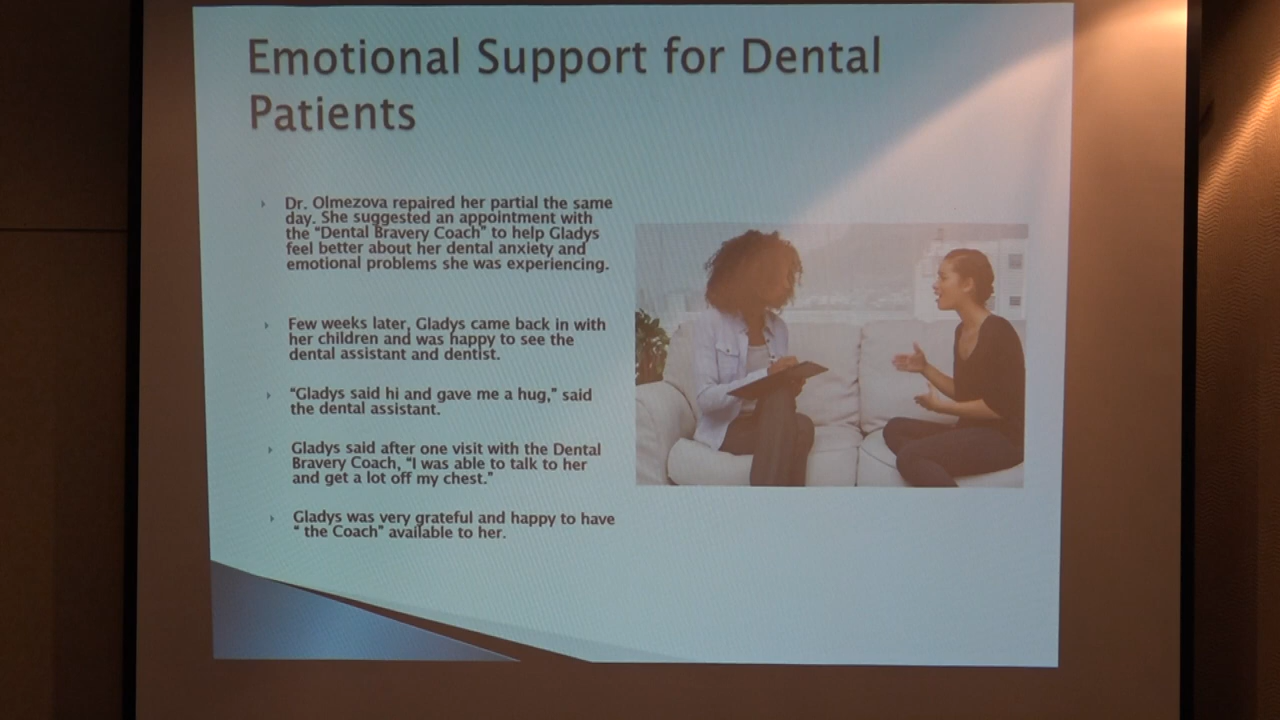 Emotional Support for Dental
Patients
Dr. Olmezova repaired her partial the same
day. She suggested an appointment with
the “Dental Bravery Coach” to help Gladys
feel better about her dental anxiety and
emotional problems she was experiencing.
Few weeks later, Gladys came back in with
her children and was happy to see the
dental assistant and dentist.
“Gladys said hi and gave me a hug,” said
the dental assistant.
Gladys said after one visit with the Dental
Bravery Coach, “I was able to talk to her
and get a lot off my chest.”
Gladys was very grateful and happy to have
“ the Coach” available to her.